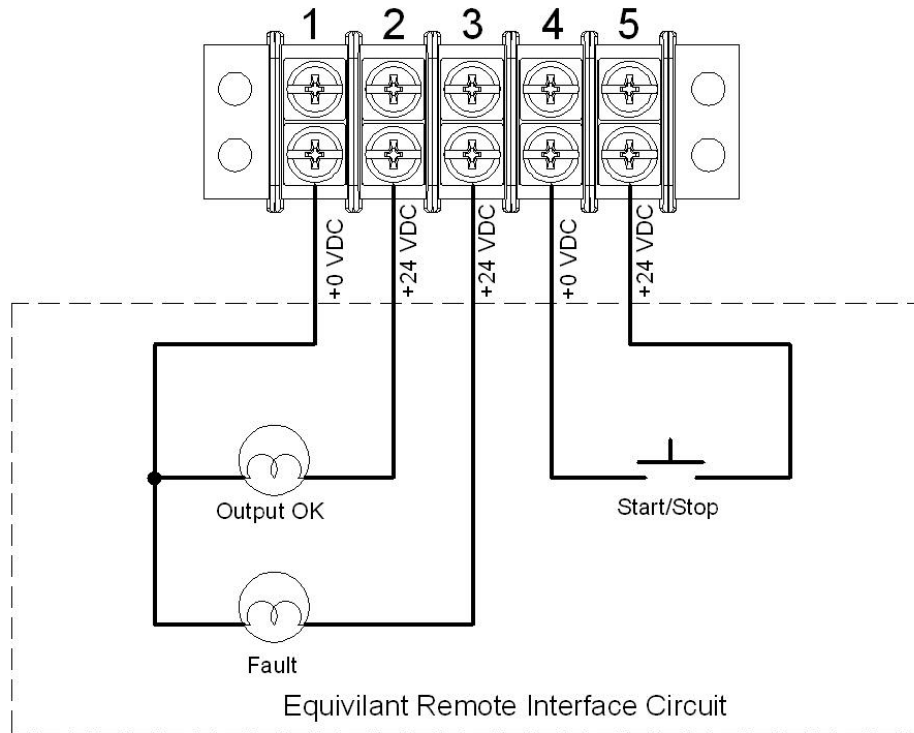 1 2 3 4 5
+0 VDC
+24 VDC
+24 VDC
+0 VDC
+24 VDC
Output OK
Start/Stop
Fault
Equivilant Remote Interface Circuit